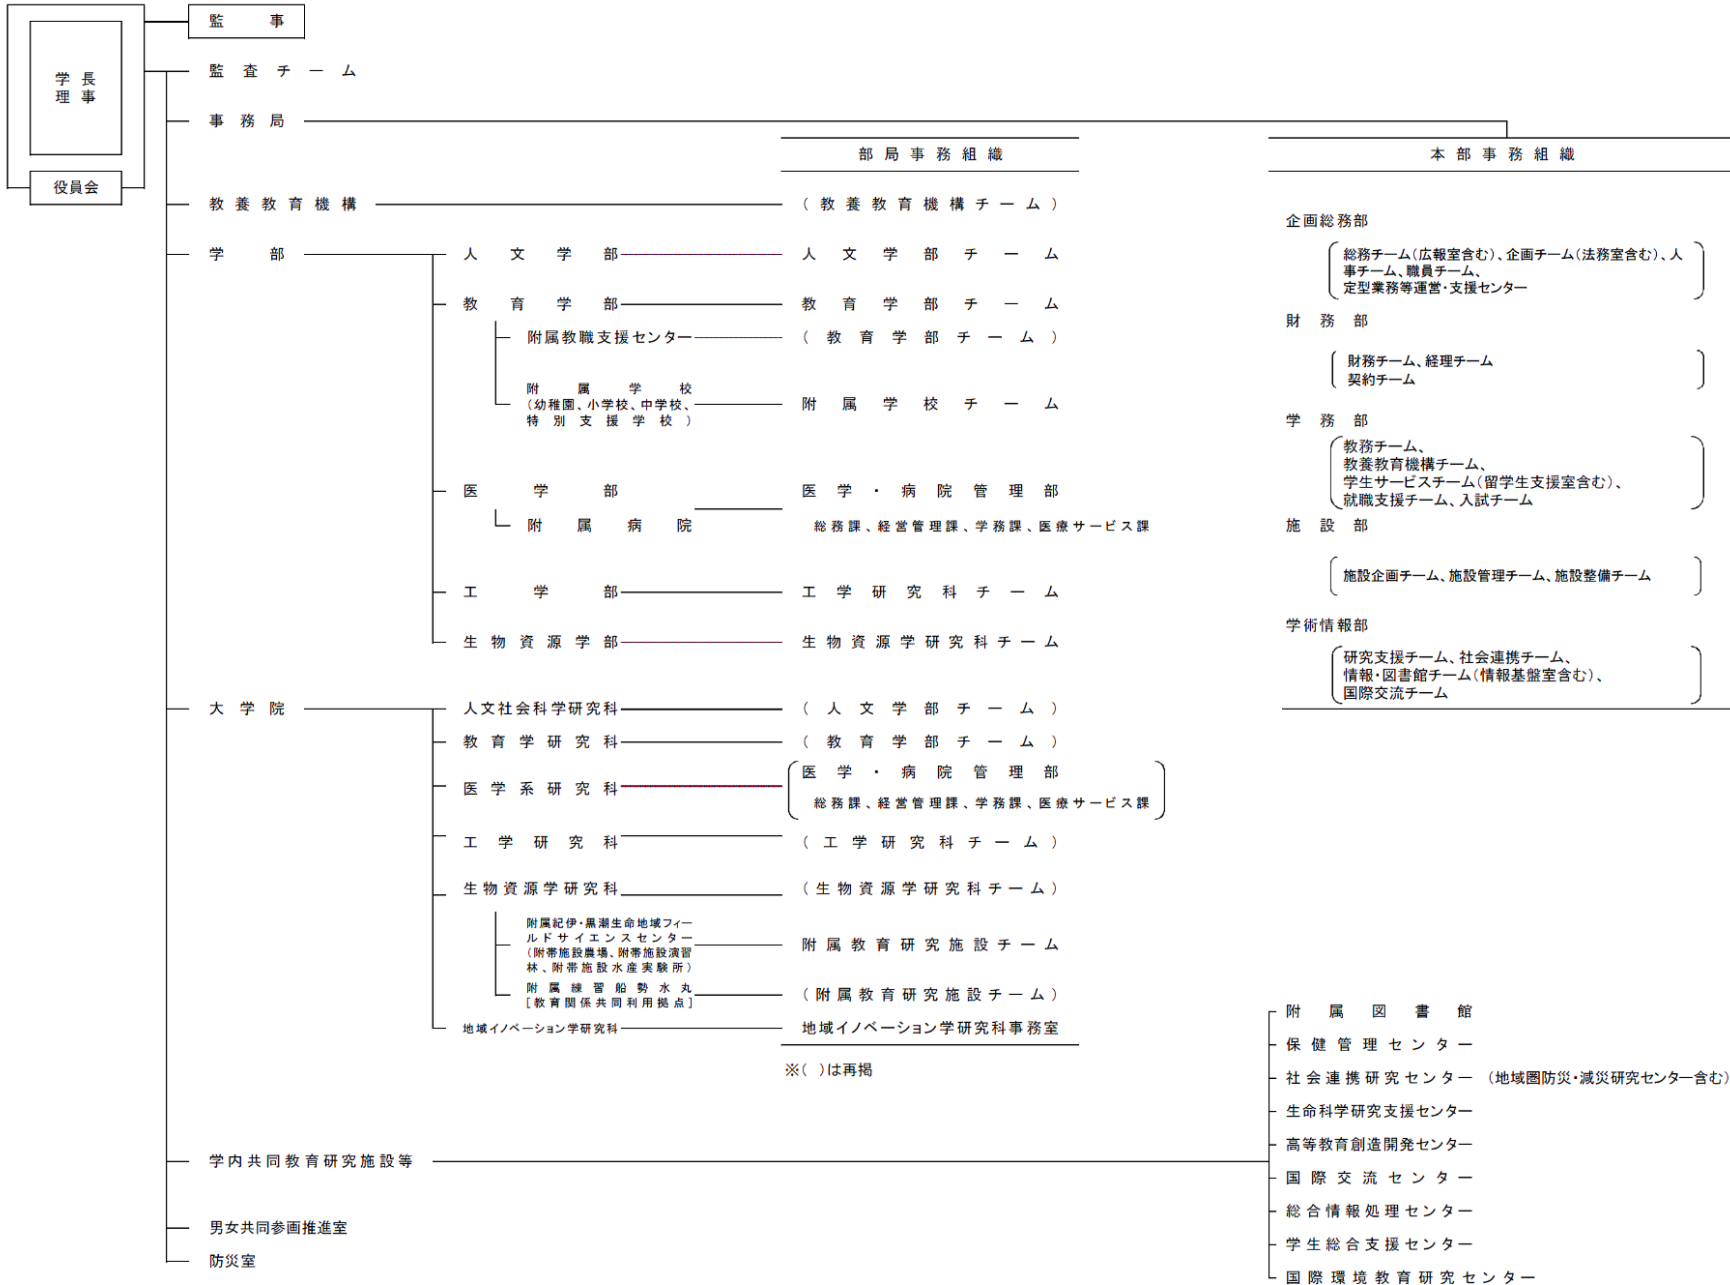 監事
学長
理事
監査チーム
事務局
部局事務組織
本部事務組織
役員会
教養教育機構
(教養教育機構チーム)
企画総務部
学部
人文学部
人文学部チーム
総務チーム(広報室含む)、企画チーム(法務室含む)、人
事チーム、職員チーム、
定型業務等運営・支援センター
教育学部
教育学部チーム
財務部
附属教職支援センター
(教育学部チーム)
財務チーム、経理チーム
契約チーム
附属学校
(幼稚園、小学校、中学校、
特別支援学校)
附属学校チーム
学務部
教務チーム、
教養教育機構チーム、
学生サービスチーム(留学生支援室含む)、
就職支援チーム、入試チーム
医学部
医学・病院管理部
附属病院
総務課、経営管理課、学務課、医療サービス課
施設部
施設企画チーム、施設管理チーム、施設整備チーム
工学部
工学研究科チーム
学術情報部
生物資源学部
生物資源学研究科チーム
研究支援チーム、社会連携チーム、
情報・図書館チーム(情報基盤室含む)、
国際交流チーム
大学院
人文社会科学研究科
(人文学部チーム)
教育学研究科
(教育学部チーム)
医学系研究科
医学・病院管理部
総務課、経営管理課、学務課、医療サービス課
工学研究科
(工学研究科チーム)
生物資源学研究科
(生物資源学研究科チーム)
附属紀伊・黒潮生命地域フィー
ルドサイエンスセンター
(附帯施設農場、附帯施設演習
林、附帯施設水産実験所)
附属教育研究施設チーム
附属練習船勢水丸
[教育関係共同利用拠点]
(附属教育研究施設チーム)
地域イノベーション学研究科
地域イノベーション学研究科事務室
※( )は再掲
附属図書館
保健管理センター
社会連携研究センター (地域圏防災・減災研究センター含む)
生命科学研究支援センター
高等教育創造開発センター
学内共同教育研究施設等
国際交流センター
総合情報処理センター
男女共同参画推進室
学生総合支援センター
防災室
国際環境教育研究センター